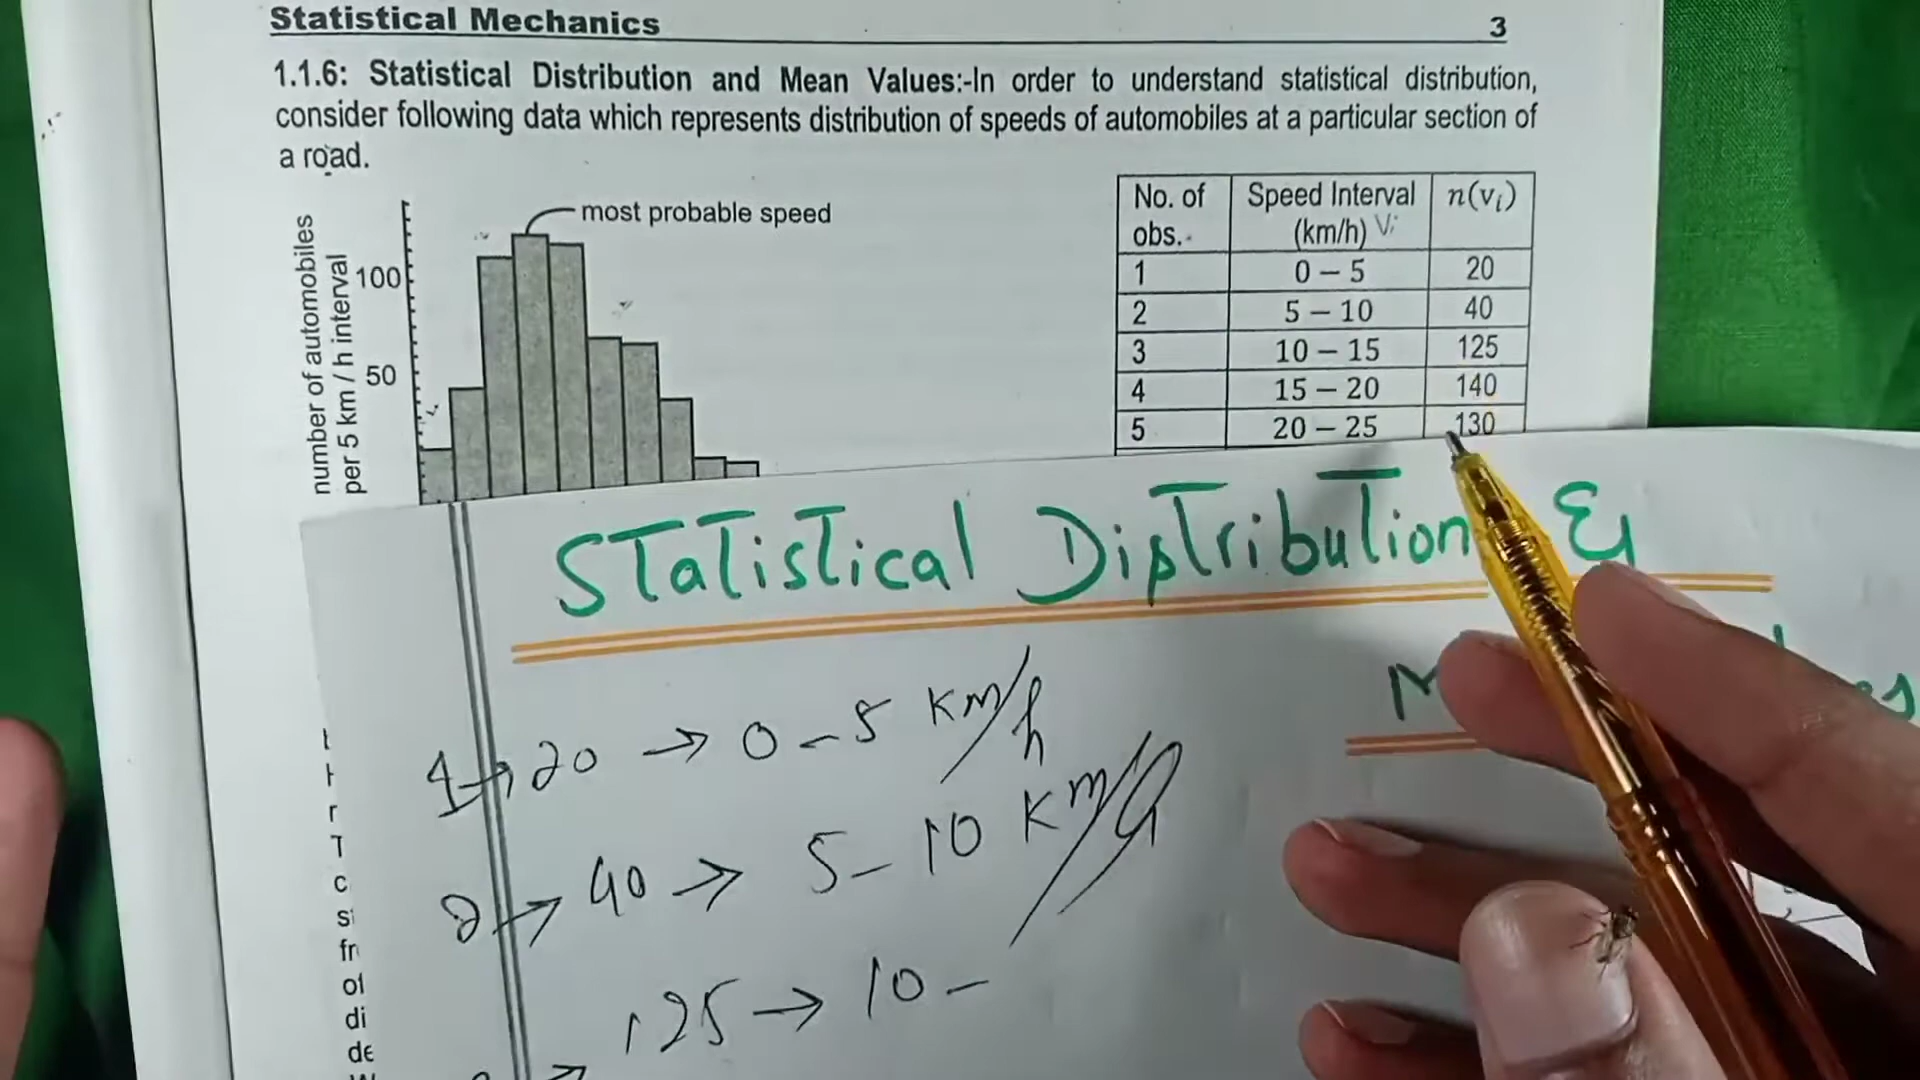 Statistical Mechanics 3
1.1.6: Statistical Distribution and Mean Values:-In order to understand statistical distribution,
consider following data which represents distribution of speeds of automobiles at a particular section of
a road.
number of automobiles
per 5 km / h interval
100
50
most probable speed
No. of obs. Speed Interval (km/h) Vi n(vi)
1 0 – 5 20
2 5 – 10 40
3 10 – 15 125
4 15 – 20 140
5 20 – 25 130
Statistical Distribution &
1 → 20 → 0 – 5 Km/h
2 → 40 → 5 – 10 Km/h
125 → 10 –